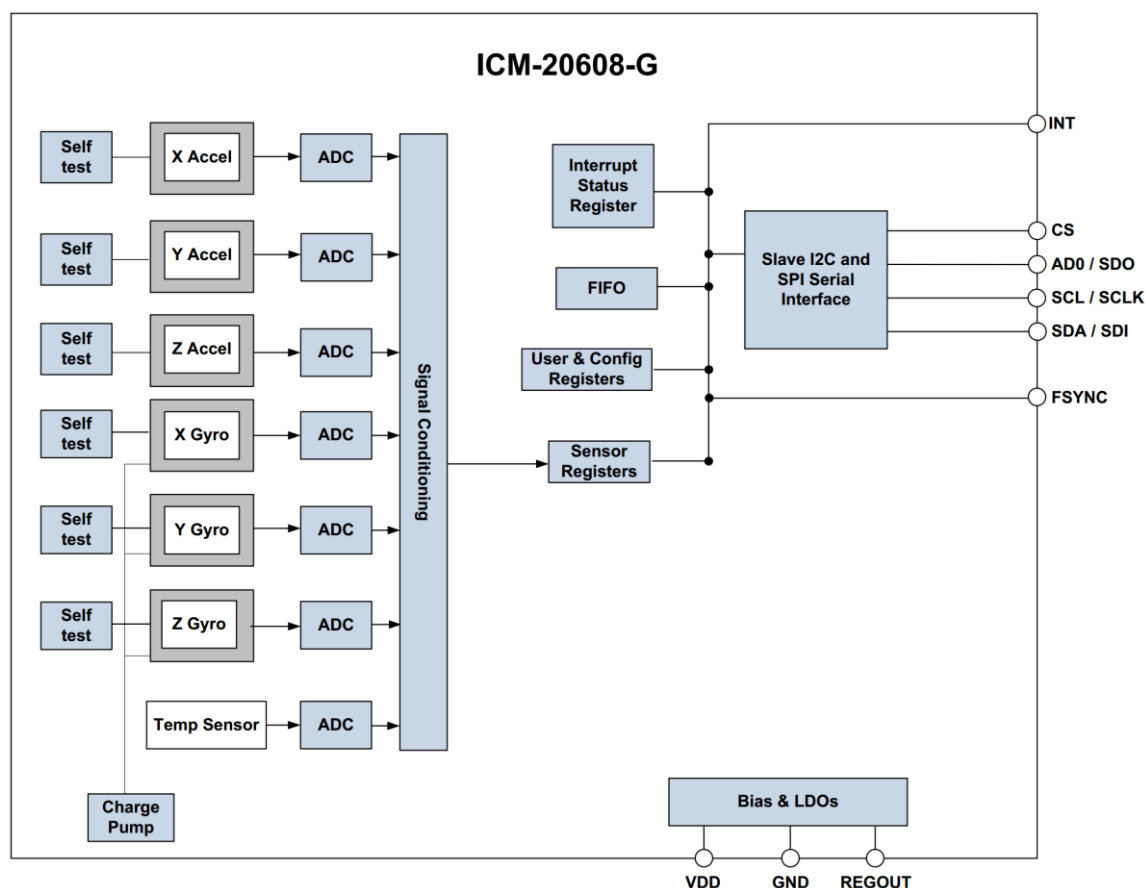 ICM-20608-G
Self
test
X Accel
ADC
Self
test
Y Accel
ADC
Self
test
Z Accel
ADC
Self
test
X Gyro
ADC
Self
test
Y Gyro
ADC
Self
test
Z Gyro
ADC
Temp Sensor
ADC
Charge
Pump
Signal Conditioning
Interrupt
Status
Register
FIFO
User & Config
Registers
Sensor
Registers
Slave I2C and
SPI Serial
Interface
INT
CS
AD0 / SDO
SCL / SCLK
SDA / SDI
FSYNC
Bias & LDOs
VDD
GND
REGOUT